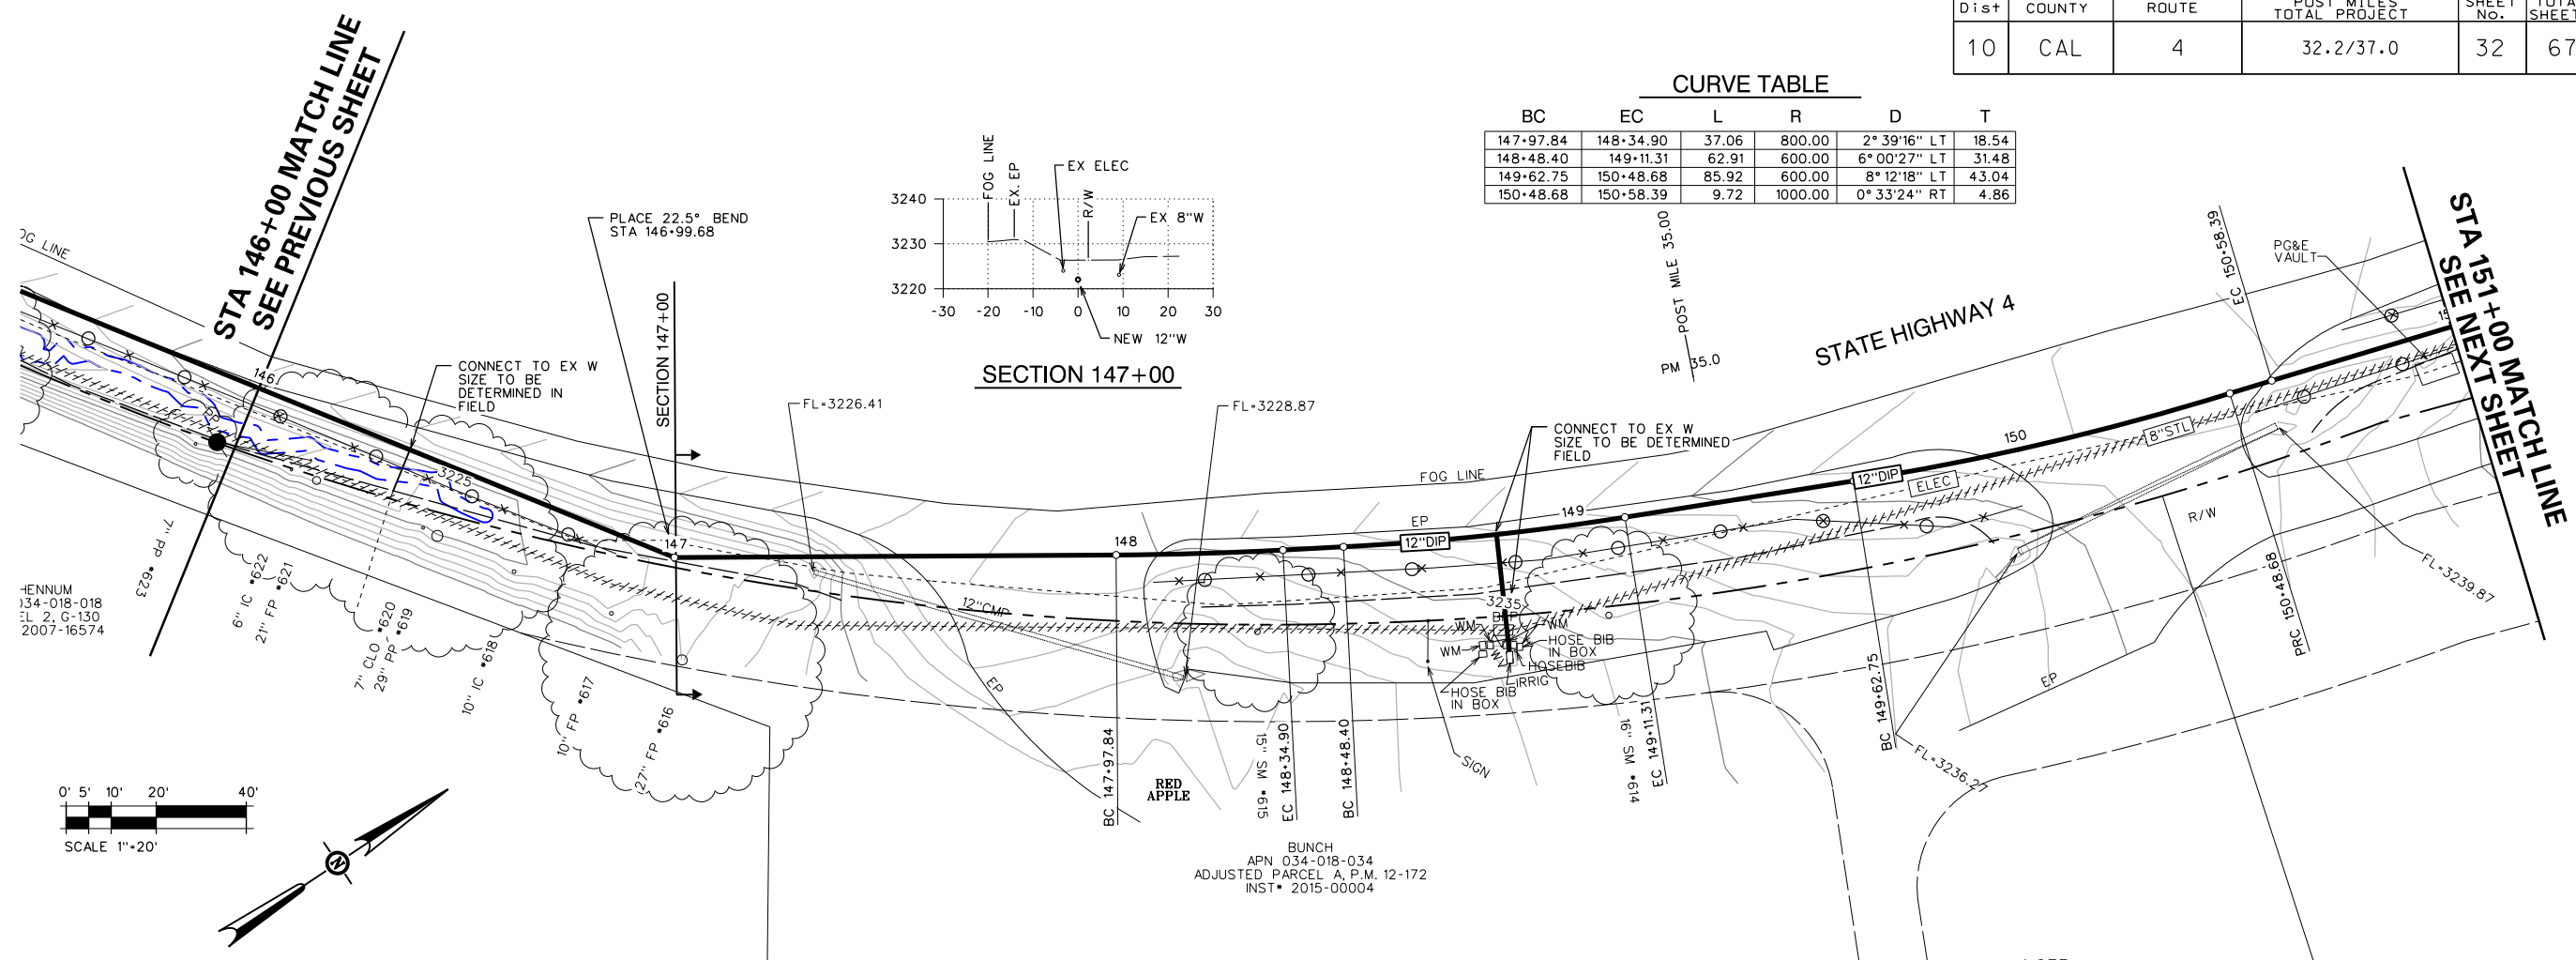 Dist COUNTY ROUTE POST MILES TOTAL PROJECT SHEET No.
10 CAL 4 32.2/37.0 32 67
CURVE TABLE
BC EC L R D T
147+97.84 148+34.90 37.06 800.00 2°39'16" LT 18.54
148+48.40 149+11.31 62.91 600.00 6°00'27" LT 31.48
149+62.75 150+48.68 85.92 600.00 8°12'18" LT 43.04
150+48.68 150+58.39 9.72 1000.00 0°33'24" RT 4.86
STA 146+00 MATCH LINE
SEE PREVIOUS SHEET
OG LINE
PLACE 22.5° BEND
STA 146+99.68
SECTION 147+00
FOG LINE
EX. EP
R/W
EX ELEC
EX 8"W
3240
3230
3220
-30 -20 -10 0 10 20 30
NEW 12"W
SECTION 147+00
POST MILE 35.00
PM 35.0
STATE HIGHWAY 4
EC 150+58.39
PG&E
VAULT
STA 151+00 MATCH LINE
SEE NEXT SHEET
CONNECT TO EX W
SIZE TO BE
DETERMINED IN
FIELD
FL=3226.41
FL=3228.87
CONNECT TO EX W
SIZE TO BE DETERMINED
FIELD
FOG LINE
EP
146
PP
3225
147
148
12"DIP
149
12"DIP
ELEC
150
8"STL
15
R/W
12"CMP
EP
3235
WM
WM
WM
HOSE BIB
IN BOX
HOSEBIB
IRRIG
HOSE BIB
IN BOX
SIGN
7" PP #623
6" IC #622
21" FP #621
7" CLO #620
29" PP #619
10" IC #618
10" FP #617
27" FP #616
BC 147+97.84
15" SM #615
EC 148+34.90
BC 148+48.40
16" SM #614
EC 149+11.31
BC 149+62.75
FL=3236.27
EP
PRC 150+48.68
FL=3239.87
HENNUM
034-018-018
EL 2, G-130
2007-16574
RED
APPLE
BUNCH
APN 034-018-034
ADJUSTED PARCEL A, P.M. 12-172
INST# 2015-00004
0' 5' 10' 20' 40'
SCALE 1"=20'
N